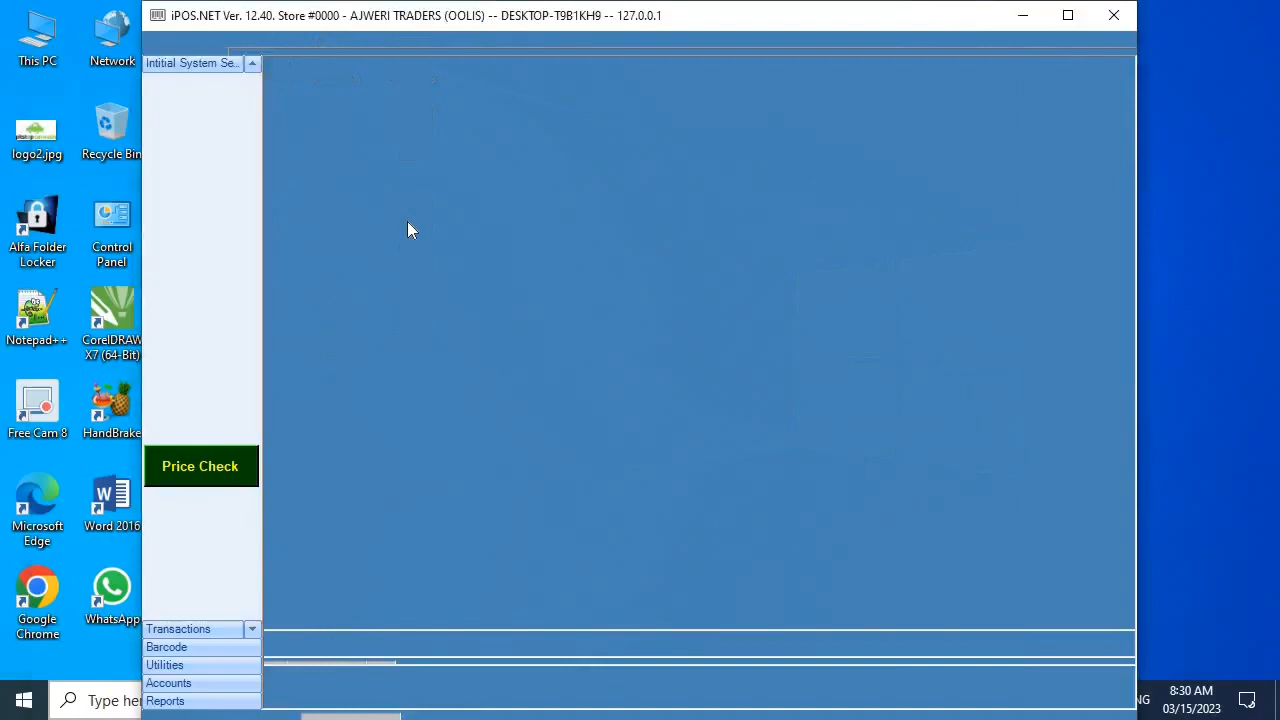 iPOS.NET Ver. 12.40. Store #0000 - AJWERI TRADERS (OOLIS) -- DESKTOP-T9B1KH9 -- 127.0.0.1
This PC
Network
logo2.jpg
Recycle Bin
Alfa Folder
Locker
Control
Panel
Notepad++
CorelDRAW
X7 (64-Bit)
Free Cam 8
HandBrake
Microsoft
Edge
Word 2016
Google
Chrome
WhatsApp
Intitial System Se...
Price Check
Transactions
Barcode
Utilities
Accounts
Reports
Type her
NG
8:30 AM
03/15/2023